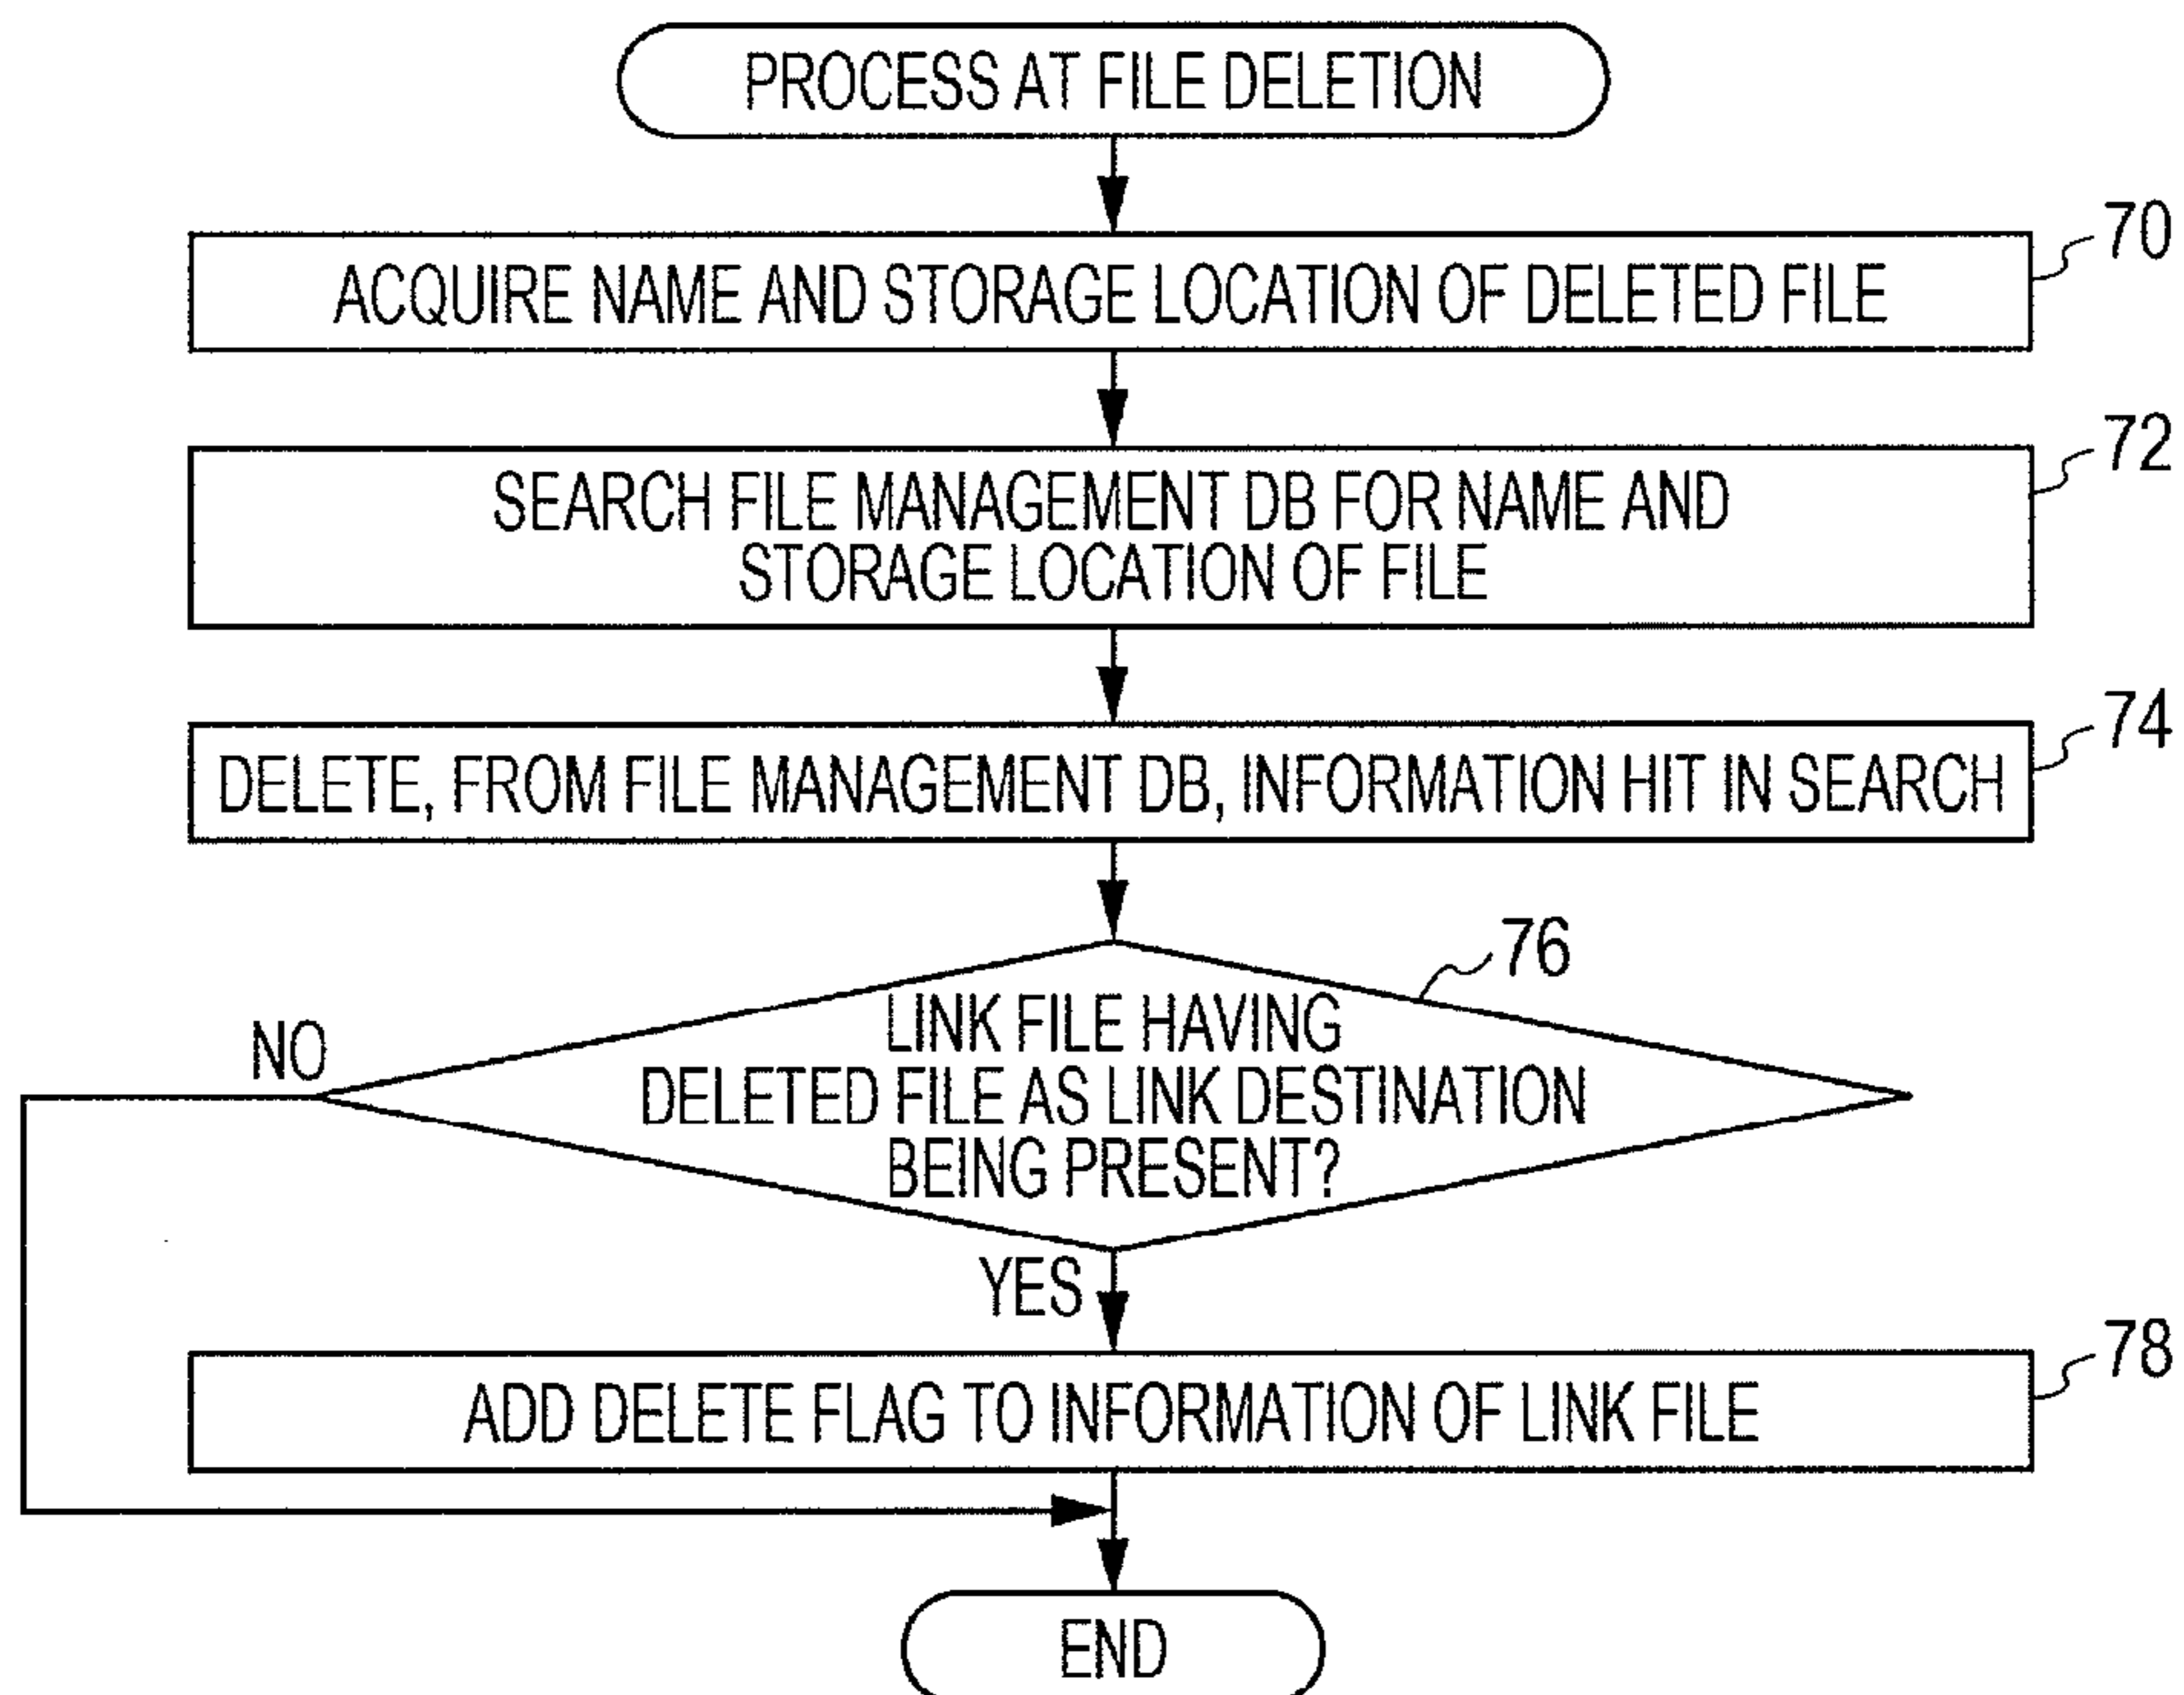 PROCESS AT FILE DELETION
70
ACQUIRE NAME AND STORAGE LOCATION OF DELETED FILE
72
SEARCH FILE MANAGEMENT DB FOR NAME AND
STORAGE LOCATION OF FILE
74
DELETE, FROM FILE MANAGEMENT DB, INFORMATION HIT IN SEARCH
76
LINK FILE HAVING
NO
DELETED FILE AS LINK DESTINATION
BEING PRESENT?
YES
78
ADD DELETE FLAG TO INFORMATION OF LINK FILE
END